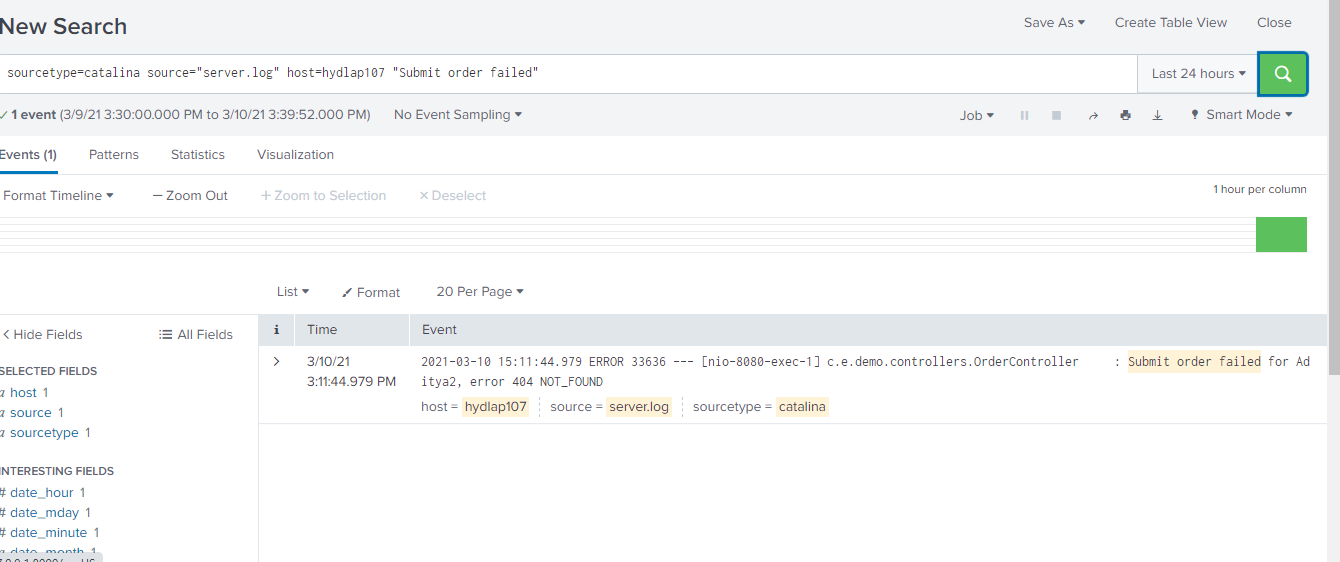 New Search
Save As
Create Table View
Close
sourcetype=catalina source="server.log" host=hydlap107 "Submit order failed"
Last 24 hours
1 event (3/9/21 3:30:00.000 PM to 3/10/21 3:39:52.000 PM)
No Event Sampling
Job
Smart Mode
Events (1)
Patterns
Statistics
Visualization
Format Timeline
— Zoom Out
+ Zoom to Selection
× Deselect
1 hour per column
List
Format
20 Per Page
< Hide Fields
All Fields
i
Time
Event
SELECTED FIELDS
a host 1
a source 1
a sourcetype 1
INTERESTING FIELDS
# date_hour 1
# date_mday 1
# date_minute 1
a date_month 1
>
3/10/21
3:11:44.979 PM
2021-03-10 15:11:44.979 ERROR 33636 --- [nio-8080-exec-1] c.e.demo.controllers.OrderController : Submit order failed for Ad
itya2, error 404 NOT_FOUND
host = hydlap107
source = server.log
sourcetype = catalina